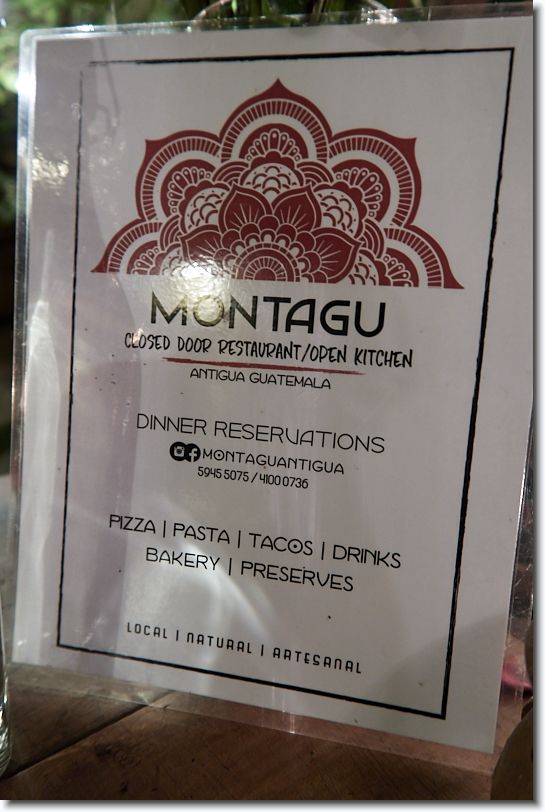 MONTAGU
CLOSED DOOR RESTAURANT/OPEN KITCHEN
ANTIGUA GUATEMALA
DINNER RESERVATIONS
MONTAGUANTIGUA
5945 5075 / 4100 0736
PIZZA | PASTA | TACOS | DRINKS
BAKERY | PRESERVES
LOCAL | NATURAL | ARTESANAL